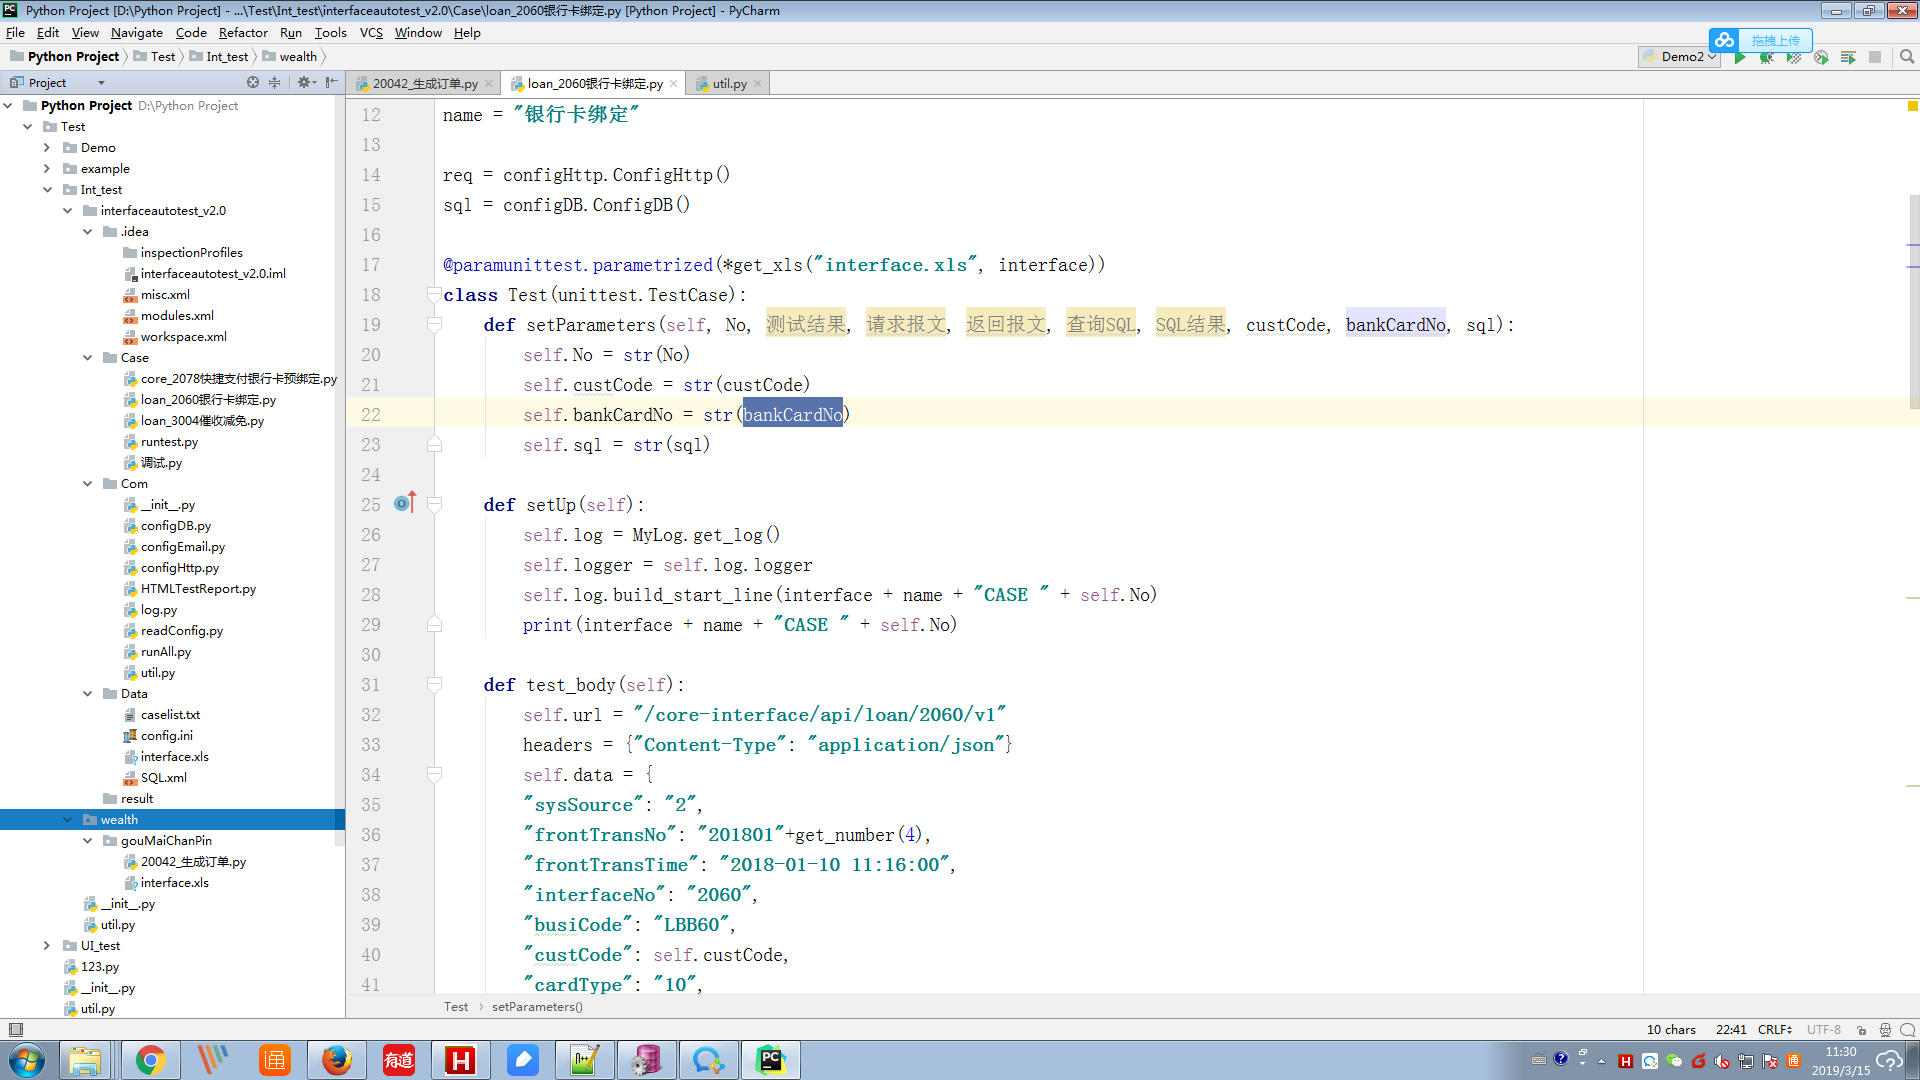 Python Project [D:\Python Project] - ...\Test\Int_test\interfaceautotest_v2.0\Case\loan_2060银行卡绑定.py [Python Project] - PyCharm
File Edit View Navigate Code Refactor Run Tools VCS Window Help
拖拽上传
Python Project Test Int_test wealth
Demo2
Project
20042_生成订单.py loan_2060银行卡绑定.py util.py
Python Project D:\Python Project
Test
Demo
example
Int_test
interfaceautotest_v2.0
.idea
inspectionProfiles
interfaceautotest_v2.0.iml
misc.xml
modules.xml
workspace.xml
Case
core_2078快捷支付银行卡预绑定.py
loan_2060银行卡绑定.py
loan_3004催收减免.py
runtest.py
调试.py
Com
__init__.py
configDB.py
configEmail.py
configHttp.py
HTMLTestReport.py
log.py
readConfig.py
runAll.py
util.py
Data
caselist.txt
config.ini
interface.xls
SQL.xml
result
wealth
gouMaiChanPin
20042_生成订单.py
interface.xls
__init__.py
util.py
UI_test
123.py
__init__.py
util.py
12 name = "银行卡绑定"
13
14 req = configHttp.ConfigHttp()
15 sql = configDB.ConfigDB()
16
17 @paramunittest.parametrized(*get_xls("interface.xls", interface))
18 class Test(unittest.TestCase):
19 def setParameters(self, No, 测试结果, 请求报文, 返回报文, 查询SQL, SQL结果, custCode, bankCardNo, sql):
20 self.No = str(No)
21 self.custCode = str(custCode)
22 self.bankCardNo = str(bankCardNo)
23 self.sql = str(sql)
24
25 def setUp(self):
26 self.log = MyLog.get_log()
27 self.logger = self.log.logger
28 self.log.build_start_line(interface + name + "CASE " + self.No)
29 print(interface + name + "CASE " + self.No)
30
31 def test_body(self):
32 self.url = "/core-interface/api/loan/2060/v1"
33 headers = {"Content-Type": "application/json"}
34 self.data = {
35 "sysSource": "2",
36 "frontTransNo": "201801"+get_number(4),
37 "frontTransTime": "2018-01-10 11:16:00",
38 "interfaceNo": "2060",
39 "busiCode": "LBB60",
40 "custCode": self.custCode,
41 "cardType": "10",
Test setParameters()
10 chars 22:41 CRLF UTF-8
有道
11:30
2019/3/15